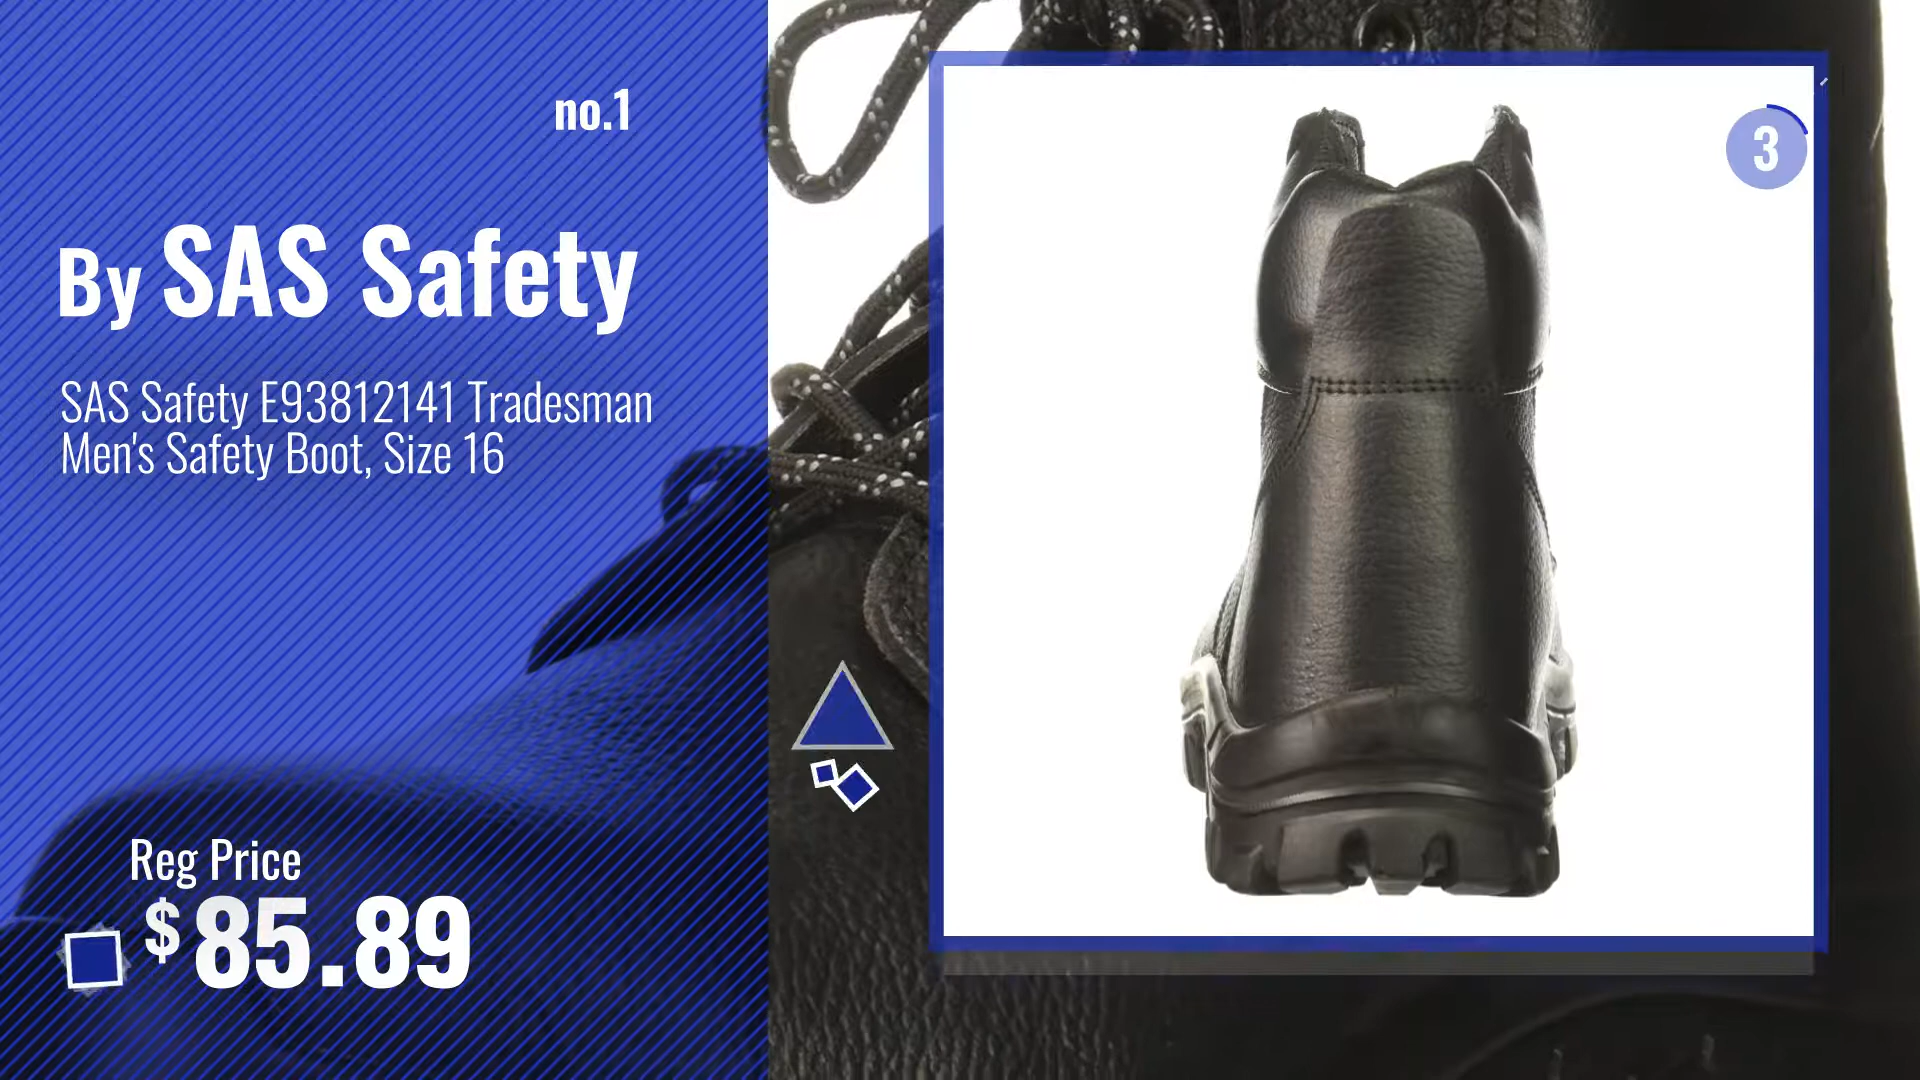 no.1
By SAS Safety
SAS Safety E93812141 Tradesman
Men's Safety Boot, Size 16
Reg Price
$85.89
3